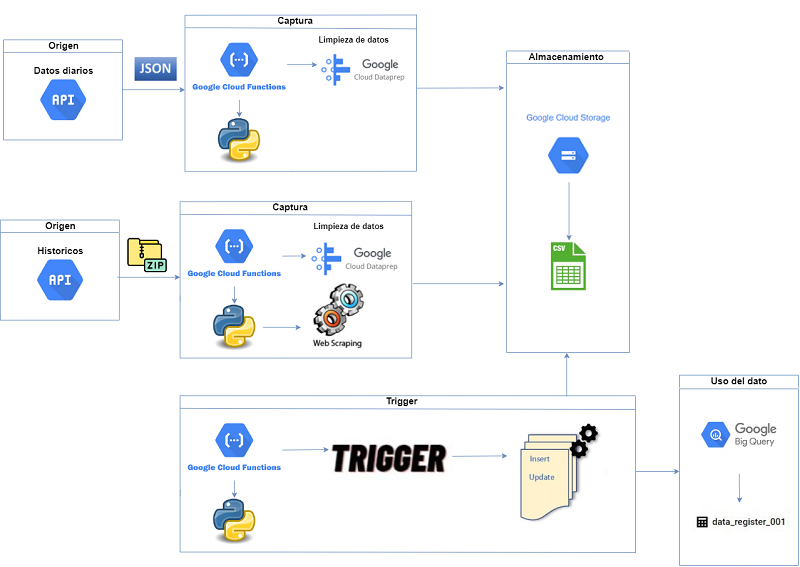 Origen
Datos diarios
API
JSON
Captura
Limpieza de datos
Google
Cloud Dataprep
Google Cloud Functions
Almacenamiento
Google Cloud Storage
CSV
Origen
Historicos
API
ZIP
Captura
Limpieza de datos
Google
Cloud Dataprep
Google Cloud Functions
Web Scraping
Trigger
Google Cloud Functions
TRIGGER
Insert
Update
Uso del dato
Google
Big Query
data_register_001